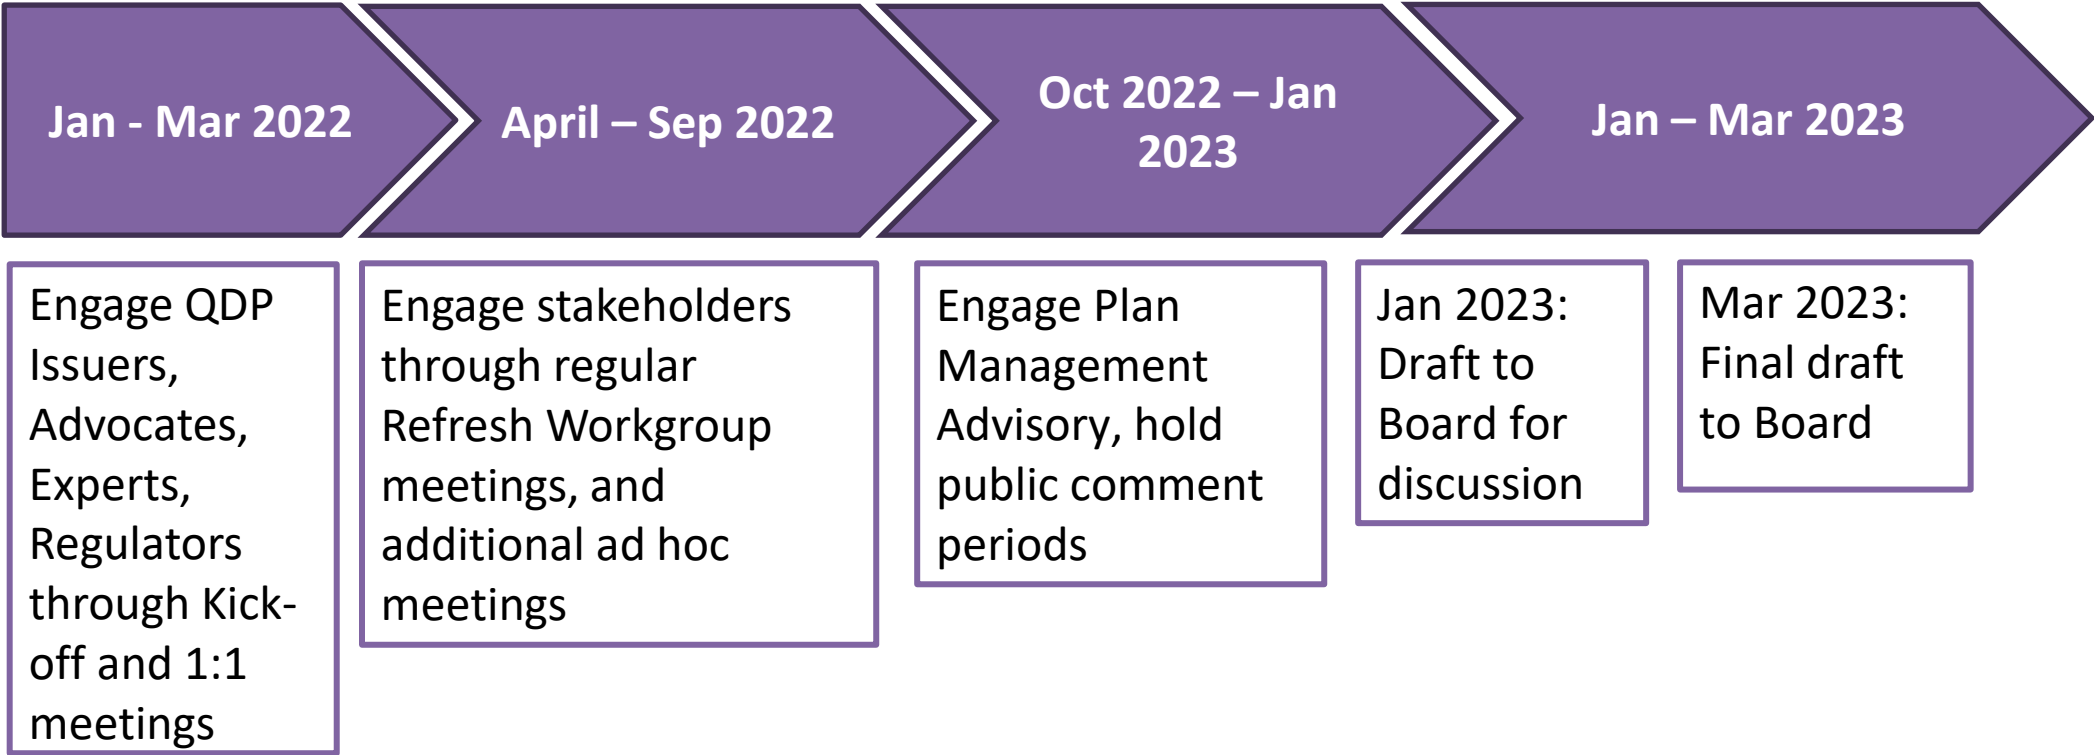 Jan - Mar 2022
April – Sep 2022
Oct 2022 – Jan
2023
Jan – Mar 2023
Engage QDP
Issuers,
Advocates,
Experts,
Regulators
through Kick-
off and 1:1
meetings
Engage stakeholders
through regular
Refresh Workgroup
meetings, and
additional ad hoc
meetings
Engage Plan
Management
Advisory, hold
public comment
periods
Jan 2023:
Draft to
Board for
discussion
Mar 2023:
Final draft
to Board